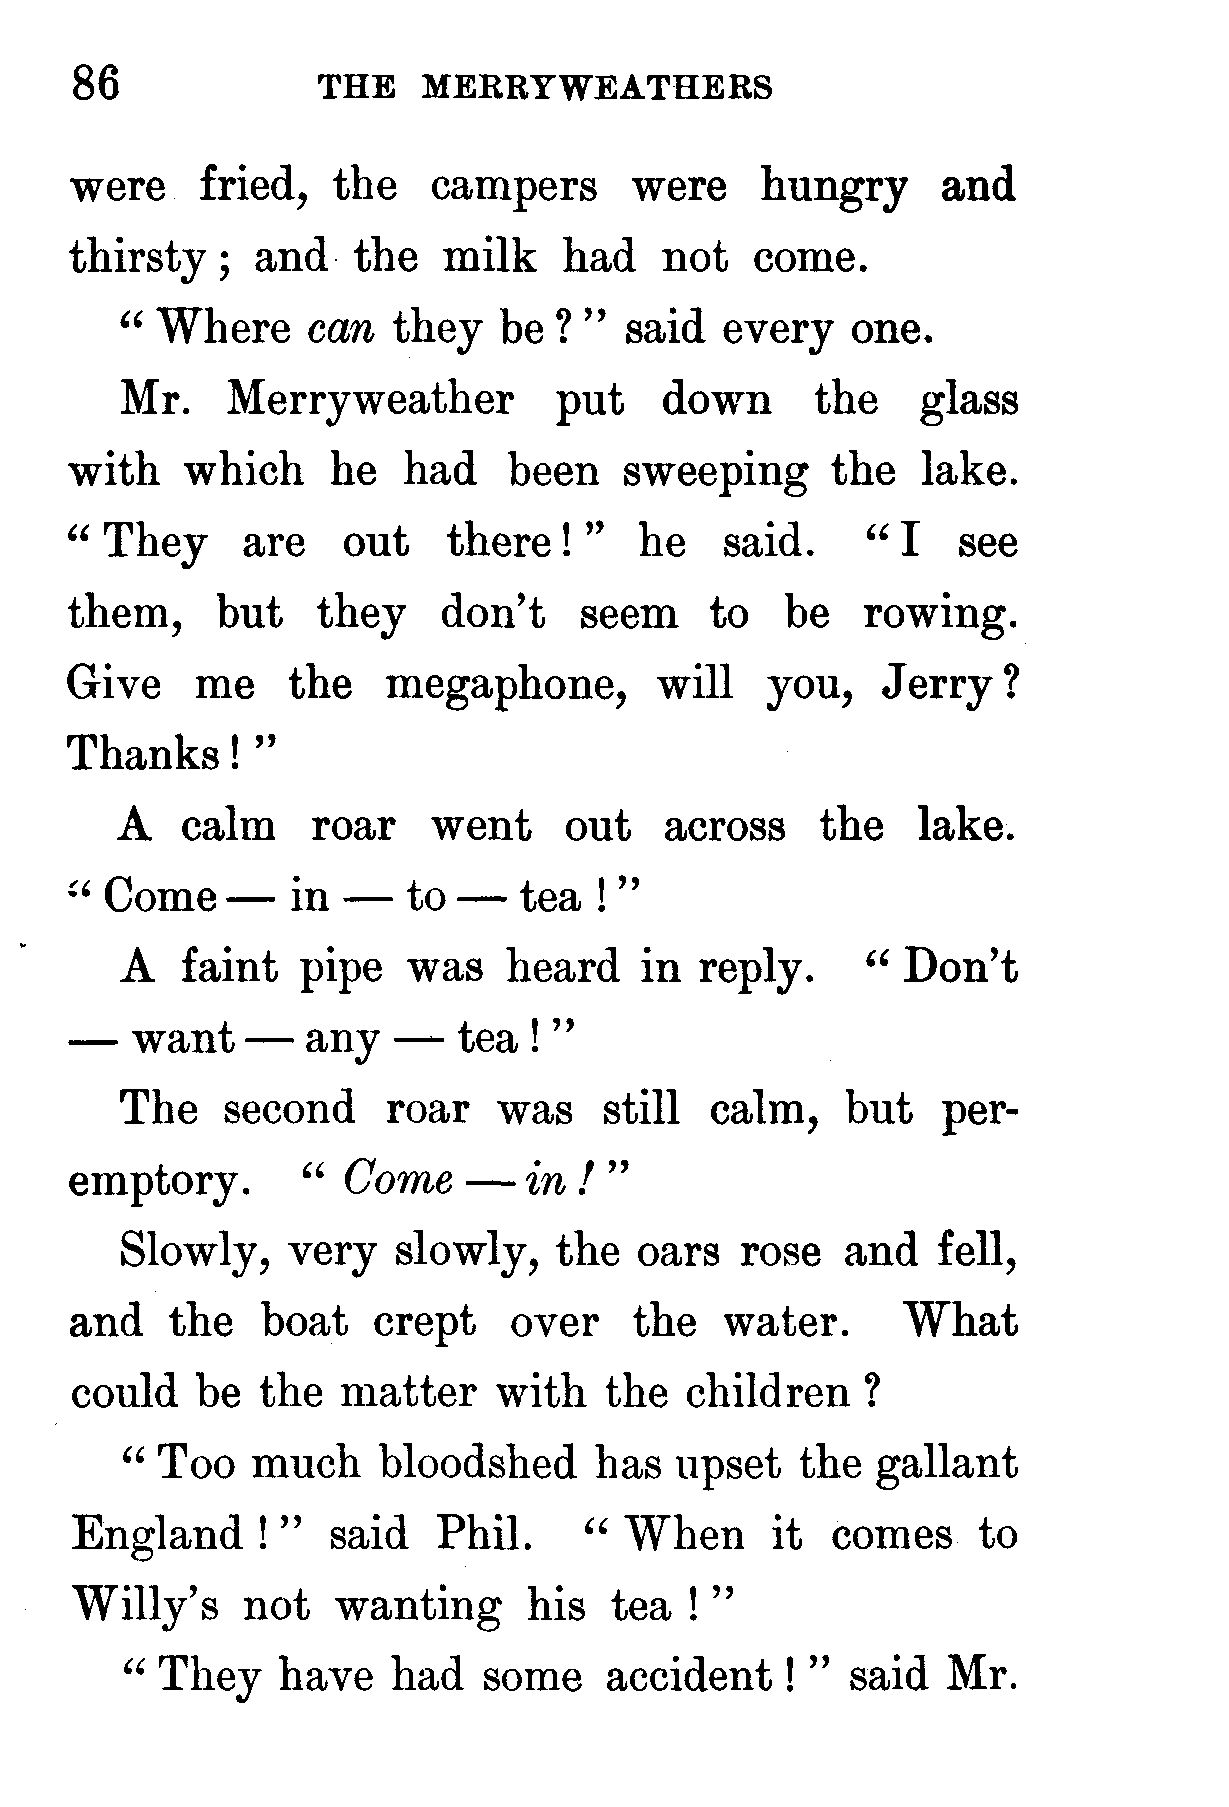 86 THE MERRYWEATHERS
were fried, the campers were hungry and
thirsty; and the milk had not come.
"Where can they be?" said every one.
Mr. Merryweather put down the glass
with which he had been sweeping the lake.
"They are out there!" he said. "I see
them, but they don't seem to be rowing.
Give me the megaphone, will you, Jerry?
Thanks!"
A calm roar went out across the lake.
"Come — in — to — tea!"
A faint pipe was heard in reply. "Don't
— want — any — tea!"
The second roar was still calm, but per-
emptory. "Come — in!"
Slowly, very slowly, the oars rose and fell,
and the boat crept over the water. What
could be the matter with the children?
"Too much bloodshed has upset the gallant
England!" said Phil. "When it comes to
Willy's not wanting his tea!"
"They have had some accident!" said Mr.